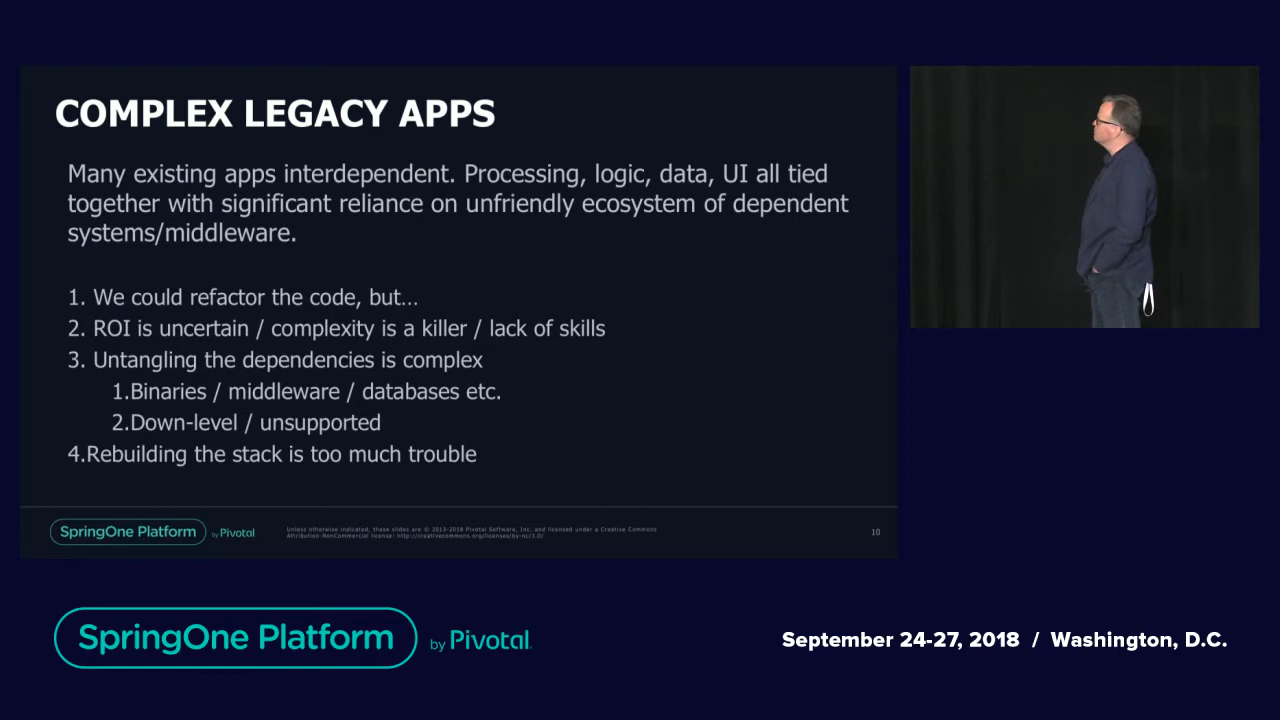 COMPLEX LEGACY APPS
Many existing apps interdependent. Processing, logic, data, UI all tied
together with significant reliance on unfriendly ecosystem of dependent
systems/middleware.
1. We could refactor the code, but...
2. ROI is uncertain / complexity is a killer / lack of skills
3. Untangling the dependencies is complex
1.Binaries / middleware / databases etc.
2.Down-level / unsupported
4.Rebuilding the stack is too much trouble
SpringOne Platform by Pivotal
Unless otherwise indicated, these slides are © 2013-2018 Pivotal Software, Inc. and licensed under a Creative Commons
Attribution-NonCommercial license: http://creativecommons.org/licenses/by-nc/3.0/
10
SpringOne Platform by Pivotal.
September 24-27, 2018 / Washington, D.C.